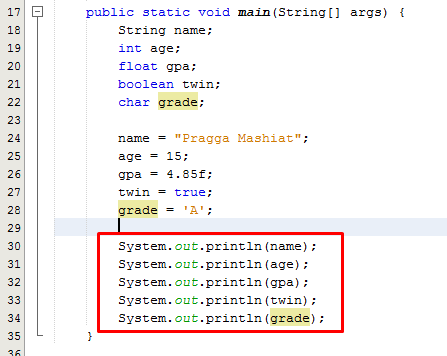 17 public static void main(String[] args) {
18 String name;
19 int age;
20 float gpa;
21 boolean twin;
22 char grade;
23
24 name = "Pragga Mashiat";
25 age = 15;
26 gpa = 4.85f;
27 twin = true;
28 grade = 'A';
29
30 System.out.println(name);
31 System.out.println(age);
32 System.out.println(gpa);
33 System.out.println(twin);
34 System.out.println(grade);
35 }
36